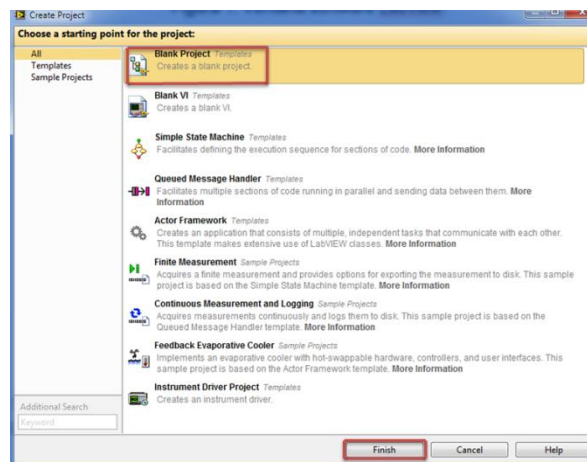 Create Project
Choose a starting point for the project:
All
Templates
Sample Projects
Blank Project Templates
Creates a blank project.
Blank VI Templates
Creates a blank VI.
Simple State Machine Templates
Facilitates defining the execution sequence for sections of code. More Information
Queued Message Handler Templates
Facilitates multiple sections of code running in parallel and sending data between them. More
Information
Actor Framework Templates
Creates an application that consists of multiple, independent tasks that communicate with each other.
This template makes extensive use of LabVIEW classes. More Information
Finite Measurement Sample Projects
Acquires a finite measurement and provides options for exporting the measurement to disk. This sample
project is based on the Simple State Machine template. More Information
Continuous Measurement and Logging Sample Projects
Acquires measurements continuously and logs them to disk. This sample project is based on the
Queued Message Handler template. More Information
Feedback Evaporative Cooler Sample Projects
Implements an evaporative cooler with hot-swappable hardware, controllers, and user interfaces. This
sample project is based on the Actor Framework template. More Information
Instrument Driver Project Templates
Creates an instrument driver.
Additional Search
Keyword
Finish
Cancel
Help